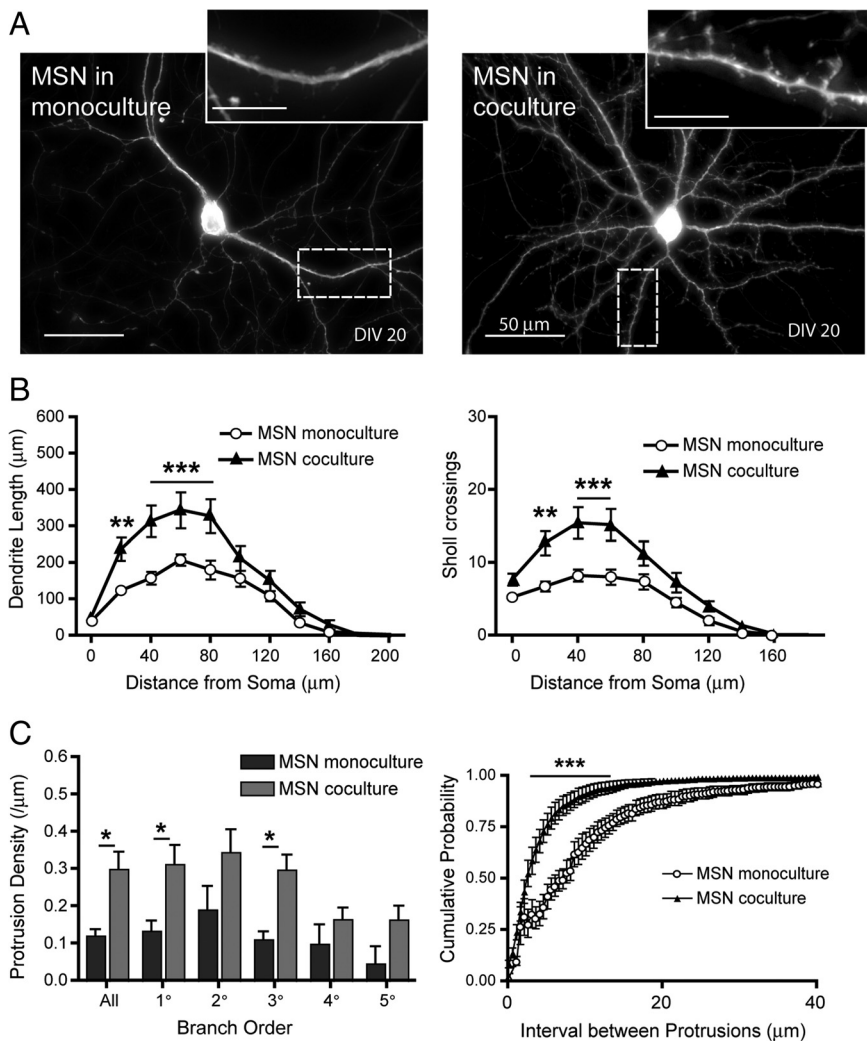 A
MSN in
monoculture
DIV 20
MSN in
coculture
50 μm
DIV 20
B
600
500
400
300
200
100
0
Dendrite Length (μm)
MSN monoculture
MSN coculture
**
***
0
40
80
120
160
200
Distance from Soma (μm)
30
20
10
0
Sholl crossings
MSN monoculture
MSN coculture
**
***
0
40
80
120
160
Distance from Soma (μm)
C
0.6
0.5
0.4
0.3
0.2
0.1
0.0
Protrusion Density (/μm)
MSN monoculture
MSN coculture
*
*
*
All
1°
2°
3°
4°
5°
Branch Order
1.00
0.75
0.50
0.25
0.00
Cumulative Probability
***
MSN monoculture
MSN coculture
0
20
40
Interval between Protrusions (μm)